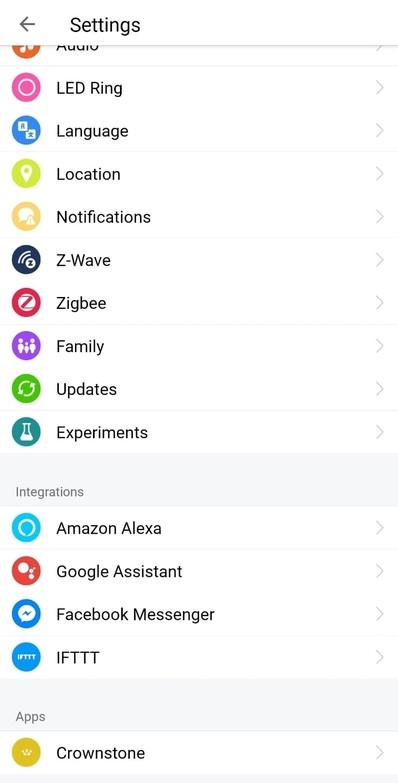 Settings
Audio
LED Ring
Language
Location
Notifications
Z-Wave
Zigbee
Family
Updates
Experiments
Integrations
Amazon Alexa
Google Assistant
Facebook Messenger
IFTTT
IFTTT
Apps
Crownstone